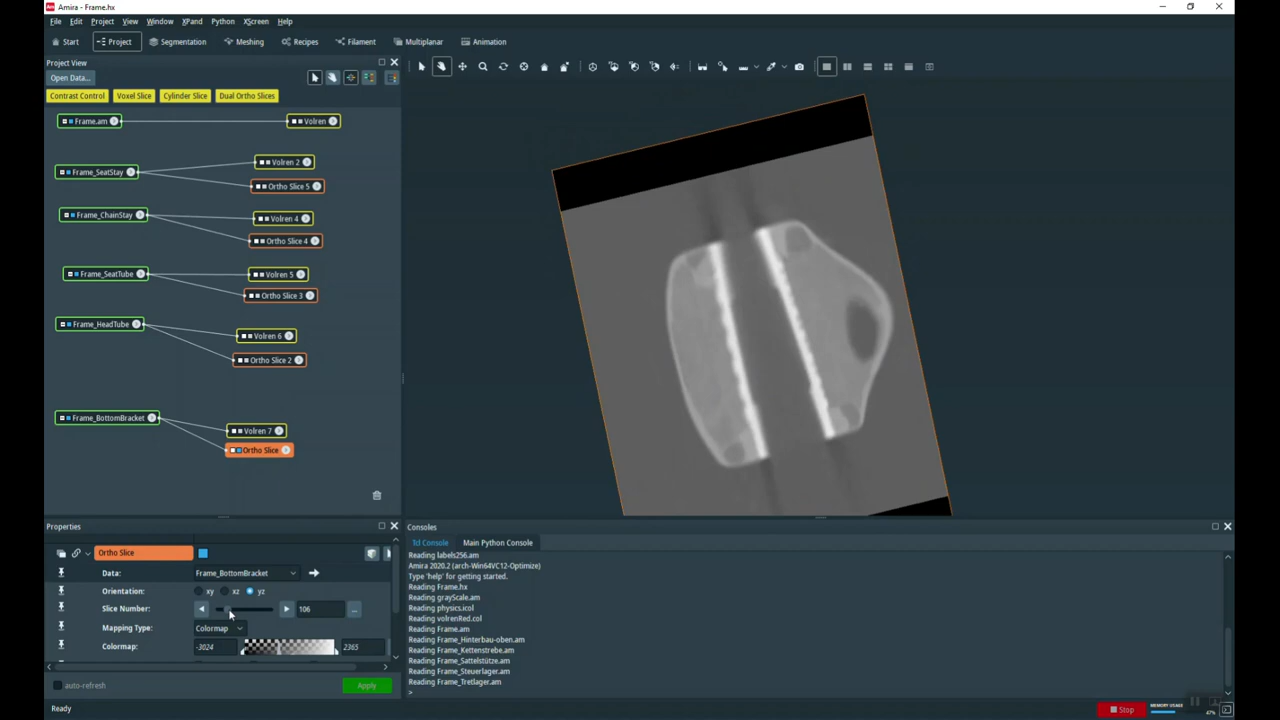 Amira - Frame.hx
File Edit Project View Window XPand Python XScreen Help
Start Project Segmentation Meshing Recipes Filament Multiplanar Animation
Project View
Open Data...
Contrast Control Voxel Slice Cylinder Slice Dual Ortho Slices
Frame.am Volren
Volren 2
Frame_SeatStay
Ortho Slice 5
Frame_ChainStay Volren 4
Ortho Slice 4
Frame_SeatTube Volren 5
Ortho Slice 3
Frame_HeadTube
Volren 6
Ortho Slice 2
Frame_BottomBracket
Volren 7
Ortho Slice
Properties
Ortho Slice
Data: Frame_BottomBracket
Orientation: xy xz yz
Slice Number: 106 ...
Mapping Type: Colormap
Colormap: -3024 2365
auto-refresh Apply
Consoles
Tcl Console Main Python Console
Reading labels256.am
Amira 2020.2 (arch-Win64VC12-Optimize)
Type 'help' for getting started.
Reading Frame.hx
Reading grayScale.am
Reading physics.icol
Reading volrenRed.col
Reading Frame.am
Reading Frame_Hinterbau-oben.am
Reading Frame_Kettenstrebe.am
Reading Frame_Sattelstütze.am
Reading Frame_Steuerlager.am
Reading Frame_Tretlager.am
>
Ready
Stop MEMORY USAGE 47%